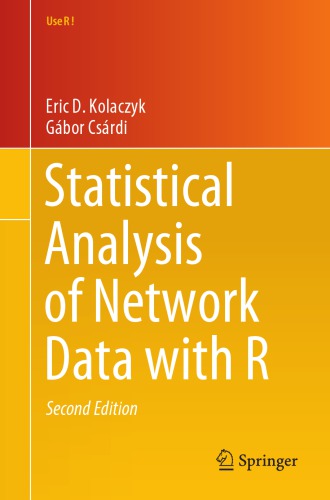 Use R !
Eric D. Kolaczyk
Gábor Csárdi
Statistical
Analysis
of Network
Data with R
Second Edition
Springer